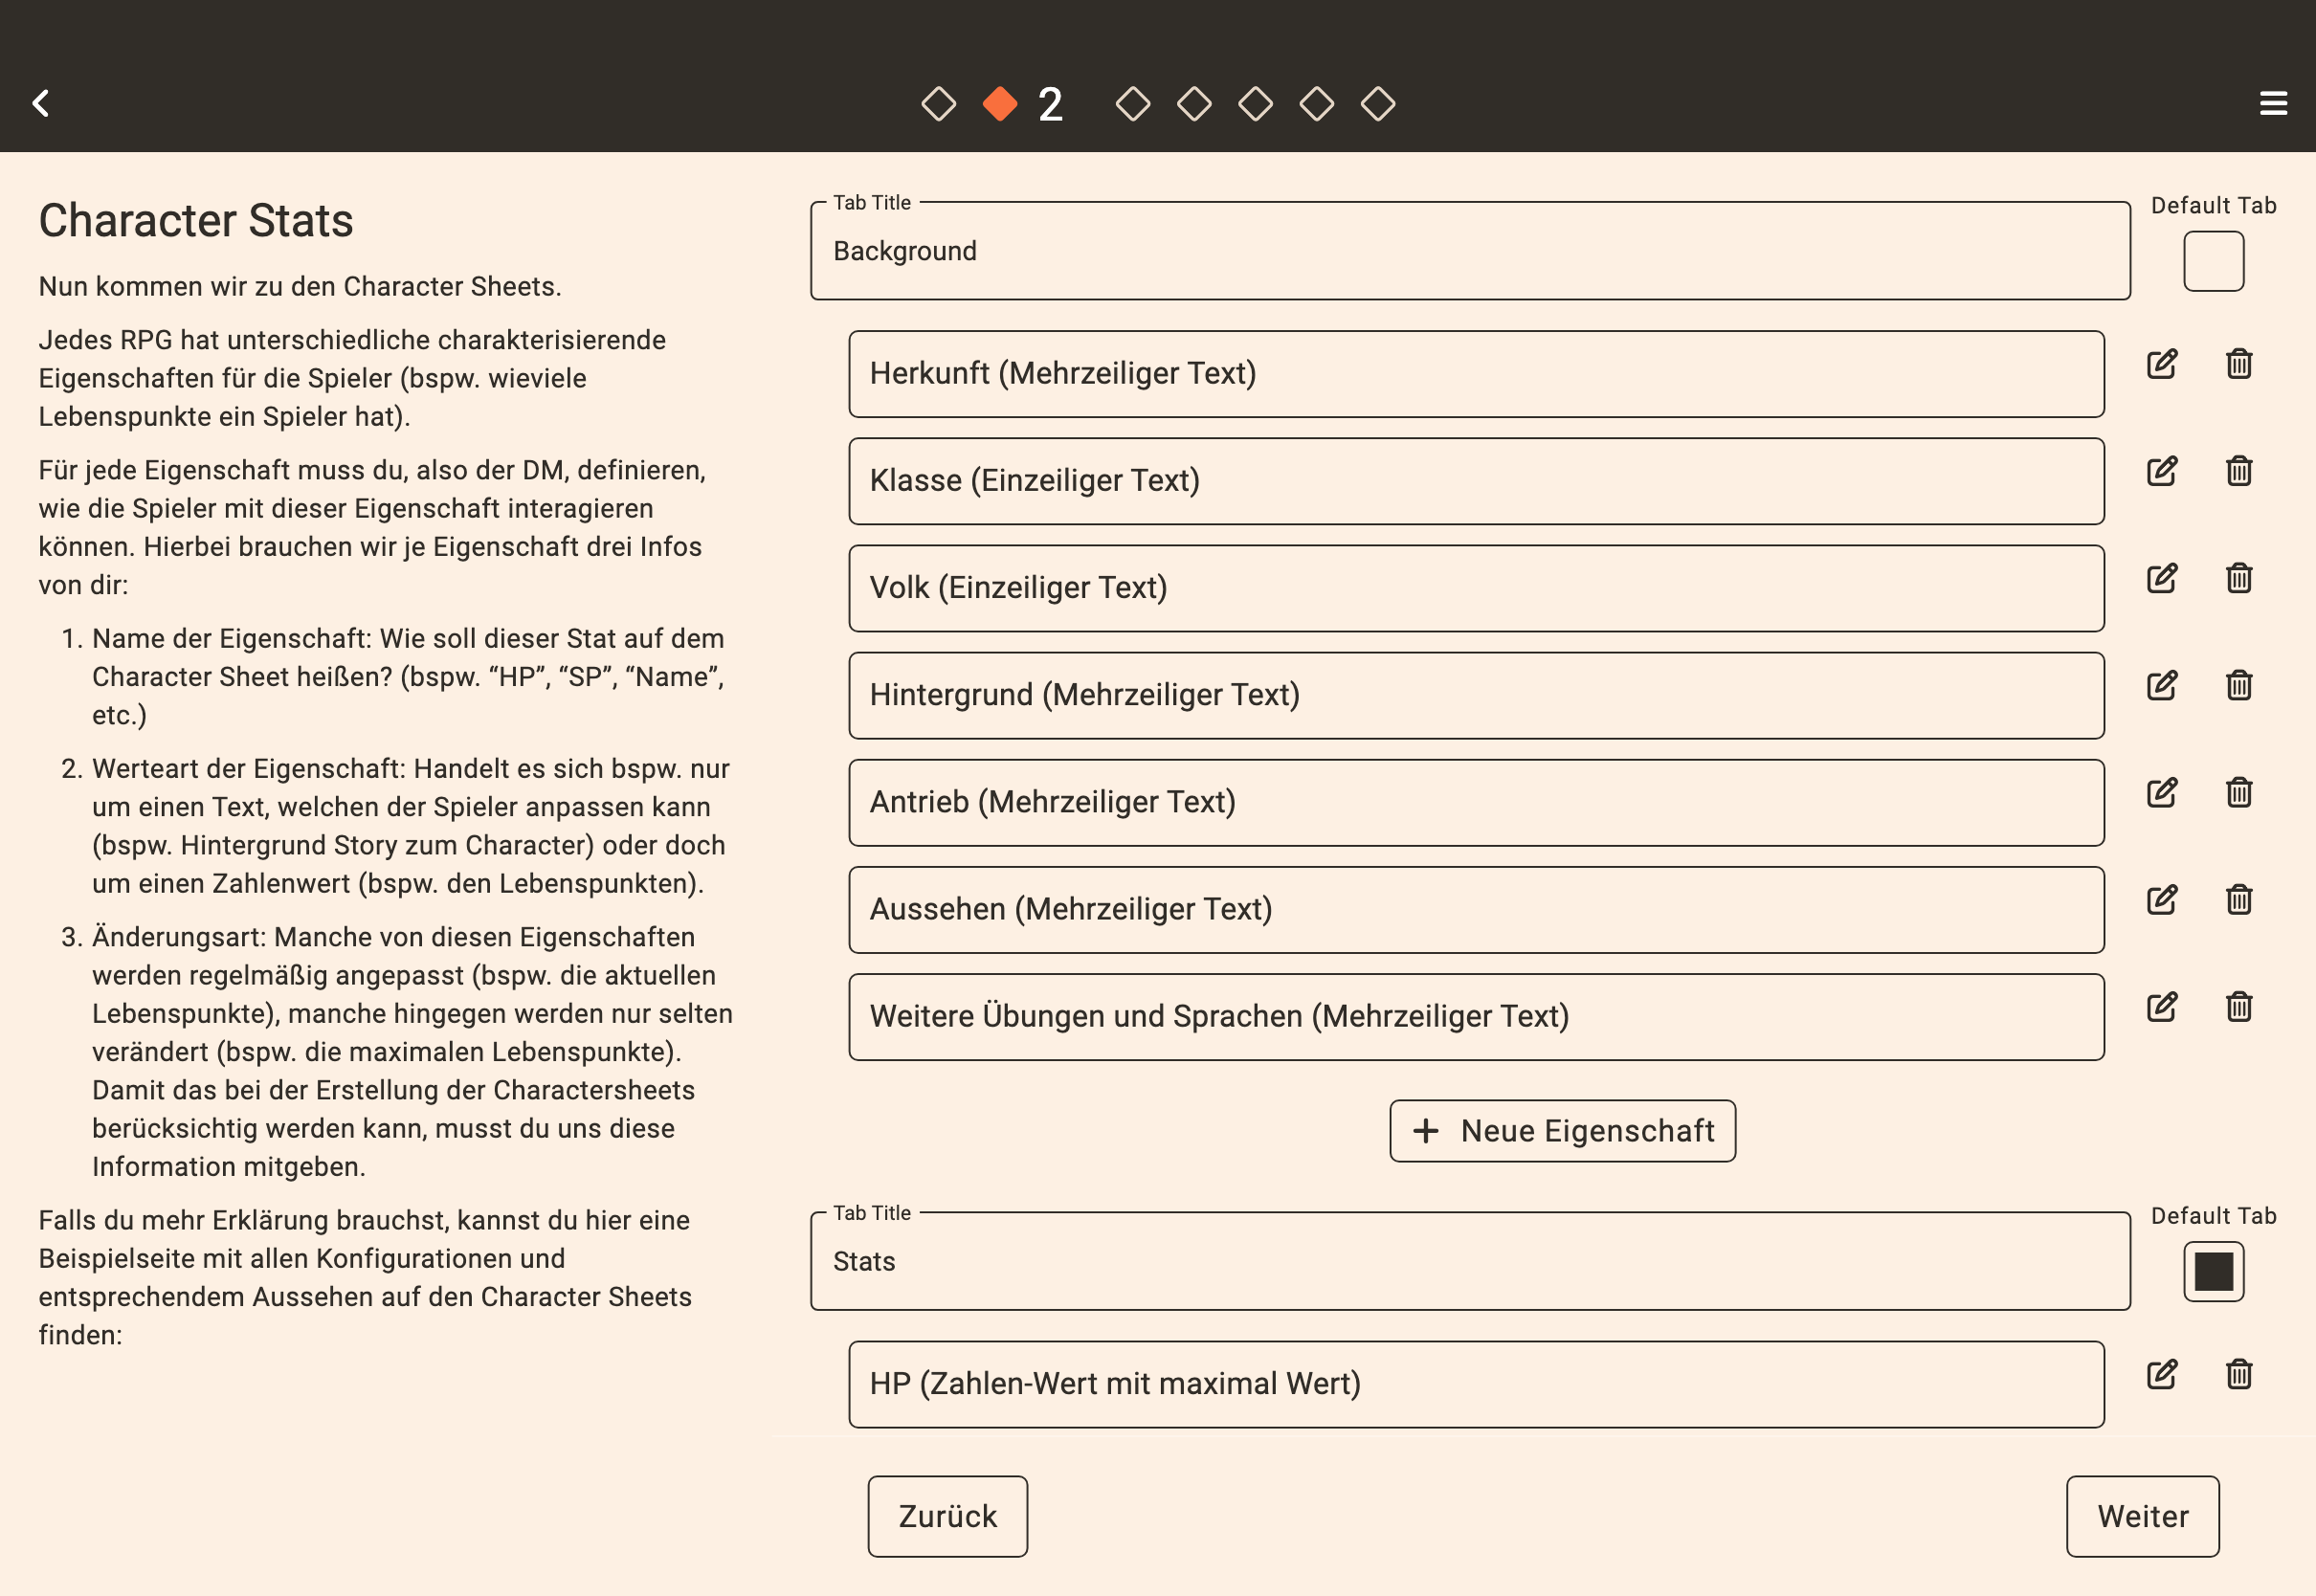 2
Character Stats
Nun kommen wir zu den Character Sheets.
Jedes RPG hat unterschiedliche charakterisierende
Eigenschaften für die Spieler (bspw. wieviele
Lebenspunkte ein Spieler hat).
Für jede Eigenschaft muss du, also der DM, definieren,
wie die Spieler mit dieser Eigenschaft interagieren
können. Hierbei brauchen wir je Eigenschaft drei Infos
von dir:
1. Name der Eigenschaft: Wie soll dieser Stat auf dem
Character Sheet heißen? (bspw. “HP”, “SP”, “Name”,
etc.)
2. Werteart der Eigenschaft: Handelt es sich bspw. nur
um einen Text, welchen der Spieler anpassen kann
(bspw. Hintergrund Story zum Character) oder doch
um einen Zahlenwert (bspw. den Lebenspunkten).
3. Änderungsart: Manche von diesen Eigenschaften
werden regelmäßig angepasst (bspw. die aktuellen
Lebenspunkte), manche hingegen werden nur selten
verändert (bspw. die maximalen Lebenspunkte).
Damit das bei der Erstellung der Charactersheets
berücksichtig werden kann, musst du uns diese
Information mitgeben.
Falls du mehr Erklärung brauchst, kannst du hier eine
Beispielseite mit allen Konfigurationen und
entsprechendem Aussehen auf den Character Sheets
finden:
Tab Title
Background
Default Tab
Herkunft (Mehrzeiliger Text)
Klasse (Einzeiliger Text)
Volk (Einzeiliger Text)
Hintergrund (Mehrzeiliger Text)
Antrieb (Mehrzeiliger Text)
Aussehen (Mehrzeiliger Text)
Weitere Übungen und Sprachen (Mehrzeiliger Text)
+ Neue Eigenschaft
Tab Title
Stats
Default Tab
HP (Zahlen-Wert mit maximal Wert)
Zurück
Weiter